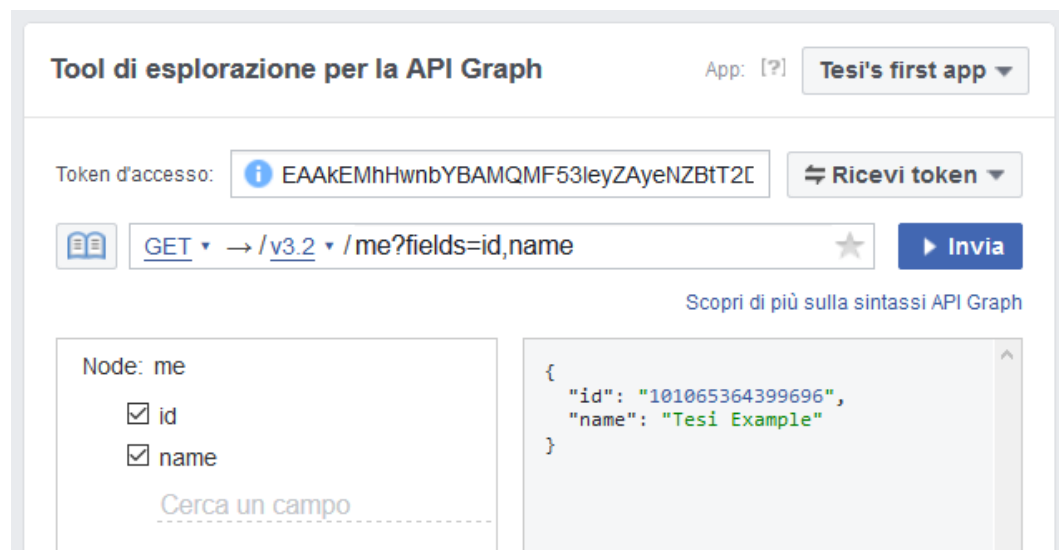 Tool di esplorazione per la API Graph App: [?] Tesi's first app
Token d'accesso: EAAkEMhHwnbYBAMQMF53leyZAyeNZBtT2D
GET → / v3.2 / me?fields=id,name Invia
Scopri di più sulla sintassi API Graph
Node: me
id
name
Cerca un campo
{
"id": "101065364399696",
"name": "Tesi Example"
}